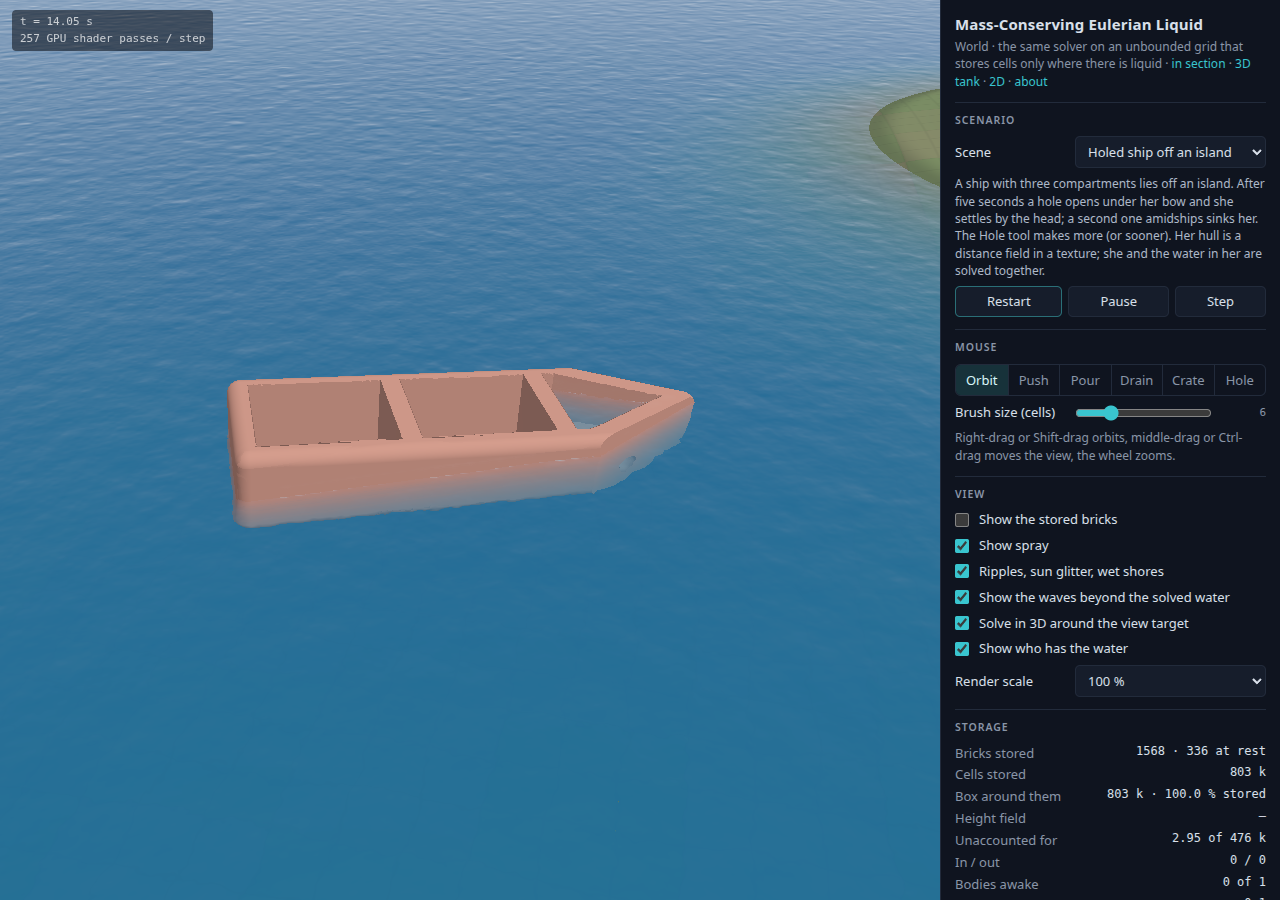 t = 14.05 s
257 GPU shader passes / step
Mass-Conserving Eulerian Liquid
World · the same solver on an unbounded grid that
stores cells only where there is liquid · in section · 3D
tank · 2D · about
SCENARIO
Scene
Holed ship off an island
A ship with three compartments lies off an island. After
five seconds a hole opens under her bow and she
settles by the head; a second one amidships sinks her.
The Hole tool makes more (or sooner). Her hull is a
distance field in a texture; she and the water in her are
solved together.
Restart Pause Step
MOUSE
Orbit Push Pour Drain Crate Hole
Brush size (cells) 6
Right-drag or Shift-drag orbits, middle-drag or Ctrl-
drag moves the view, the wheel zooms.
VIEW
Show the stored bricks
Show spray
Ripples, sun glitter, wet shores
Show the waves beyond the solved water
Solve in 3D around the view target
Show who has the water
Render scale 100 %
STORAGE
Bricks stored 1568 · 336 at rest
Cells stored 803 k
Box around them 803 k · 100.0 % stored
Height field –
Unaccounted for 2.95 of 476 k
In / out 0 / 0
Bodies awake 0 of 1